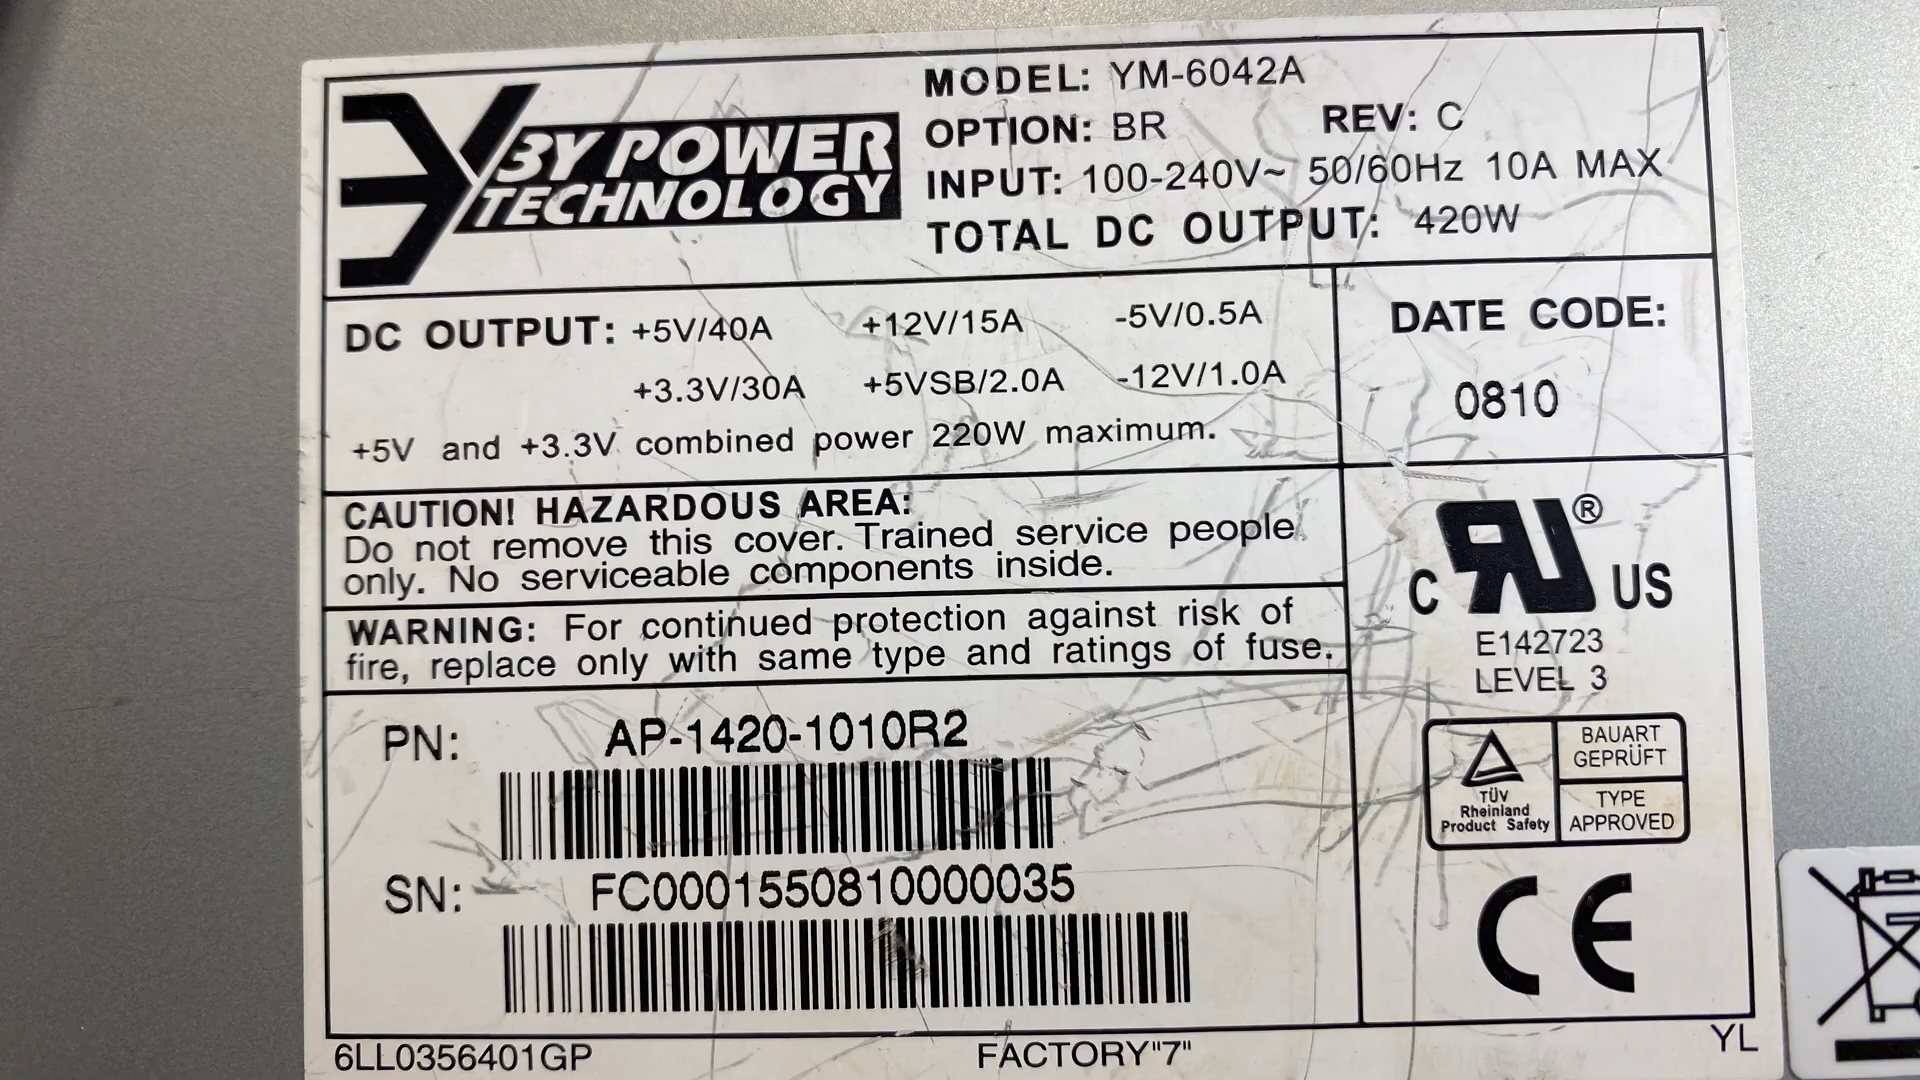 3Y POWER
TECHNOLOGY
MODEL: YM-6042A
OPTION: BR REV: C
INPUT: 100-240V~ 50/60Hz 10A MAX
TOTAL DC OUTPUT: 420W
DC OUTPUT: +5V/40A +12V/15A -5V/0.5A
+3.3V/30A +5VSB/2.0A -12V/1.0A
+5V and +3.3V combined power 220W maximum.
DATE CODE:
0810
CAUTION! HAZARDOUS AREA:
Do not remove this cover. Trained service people
only. No serviceable components inside.
WARNING: For continued protection against risk of
fire, replace only with same type and ratings of fuse.
C RU® US
E142723
LEVEL 3
PN: AP-1420-1010R2
SN: FC0001550810000035
TÜV
Rheinland
Product Safety
BAUART
GEPRÜFT
TYPE
APPROVED
CE
6LL0356401GP FACTORY"7" YL